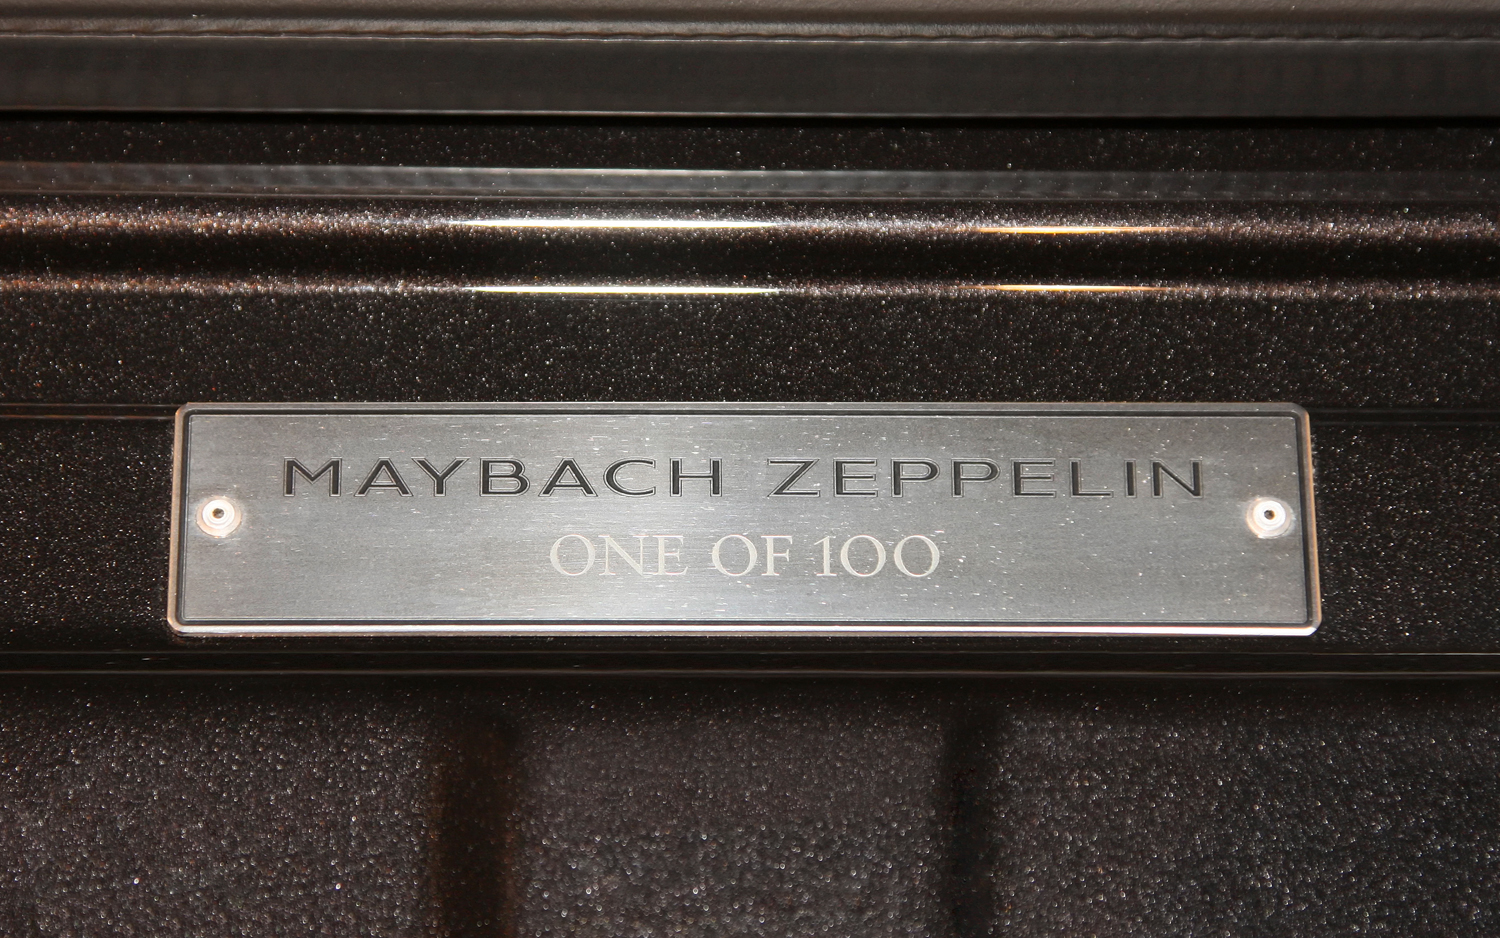 MAYBACH ZEPPELIN
ONE OF 100